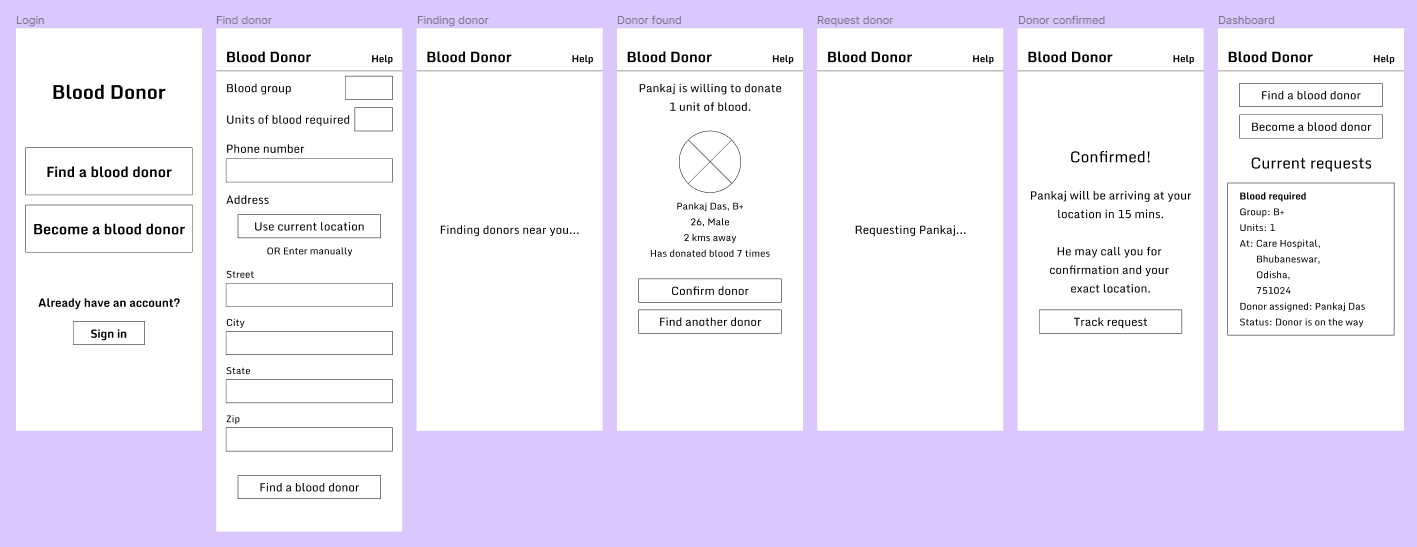 Login
Blood Donor
Find a blood donor
Become a blood donor
Already have an account?
Sign in
Find donor
Blood Donor Help
Blood group
Units of blood required
Phone number
Address
Use current location
OR Enter manually
Street
City
State
Zip
Find a blood donor
Finding donor
Blood Donor Help
Finding donors near you...
Donor found
Blood Donor Help
Pankaj is willing to donate
1 unit of blood.
Pankaj Das, B+
26, Male
2 kms away
Has donated blood 7 times
Confirm donor
Find another donor
Request donor
Blood Donor Help
Requesting Pankaj...
Donor confirmed
Blood Donor Help
Confirmed!
Pankaj will be arriving at your
location in 15 mins.
He may call you for
confirmation and your
exact location.
Track request
Dashboard
Blood Donor Help
Find a blood donor
Become a blood donor
Current requests
Blood required
Group: B+
Units: 1
At: Care Hospital,
Bhubaneswar,
Odisha,
751024
Donor assigned: Pankaj Das
Status: Donor is on the way